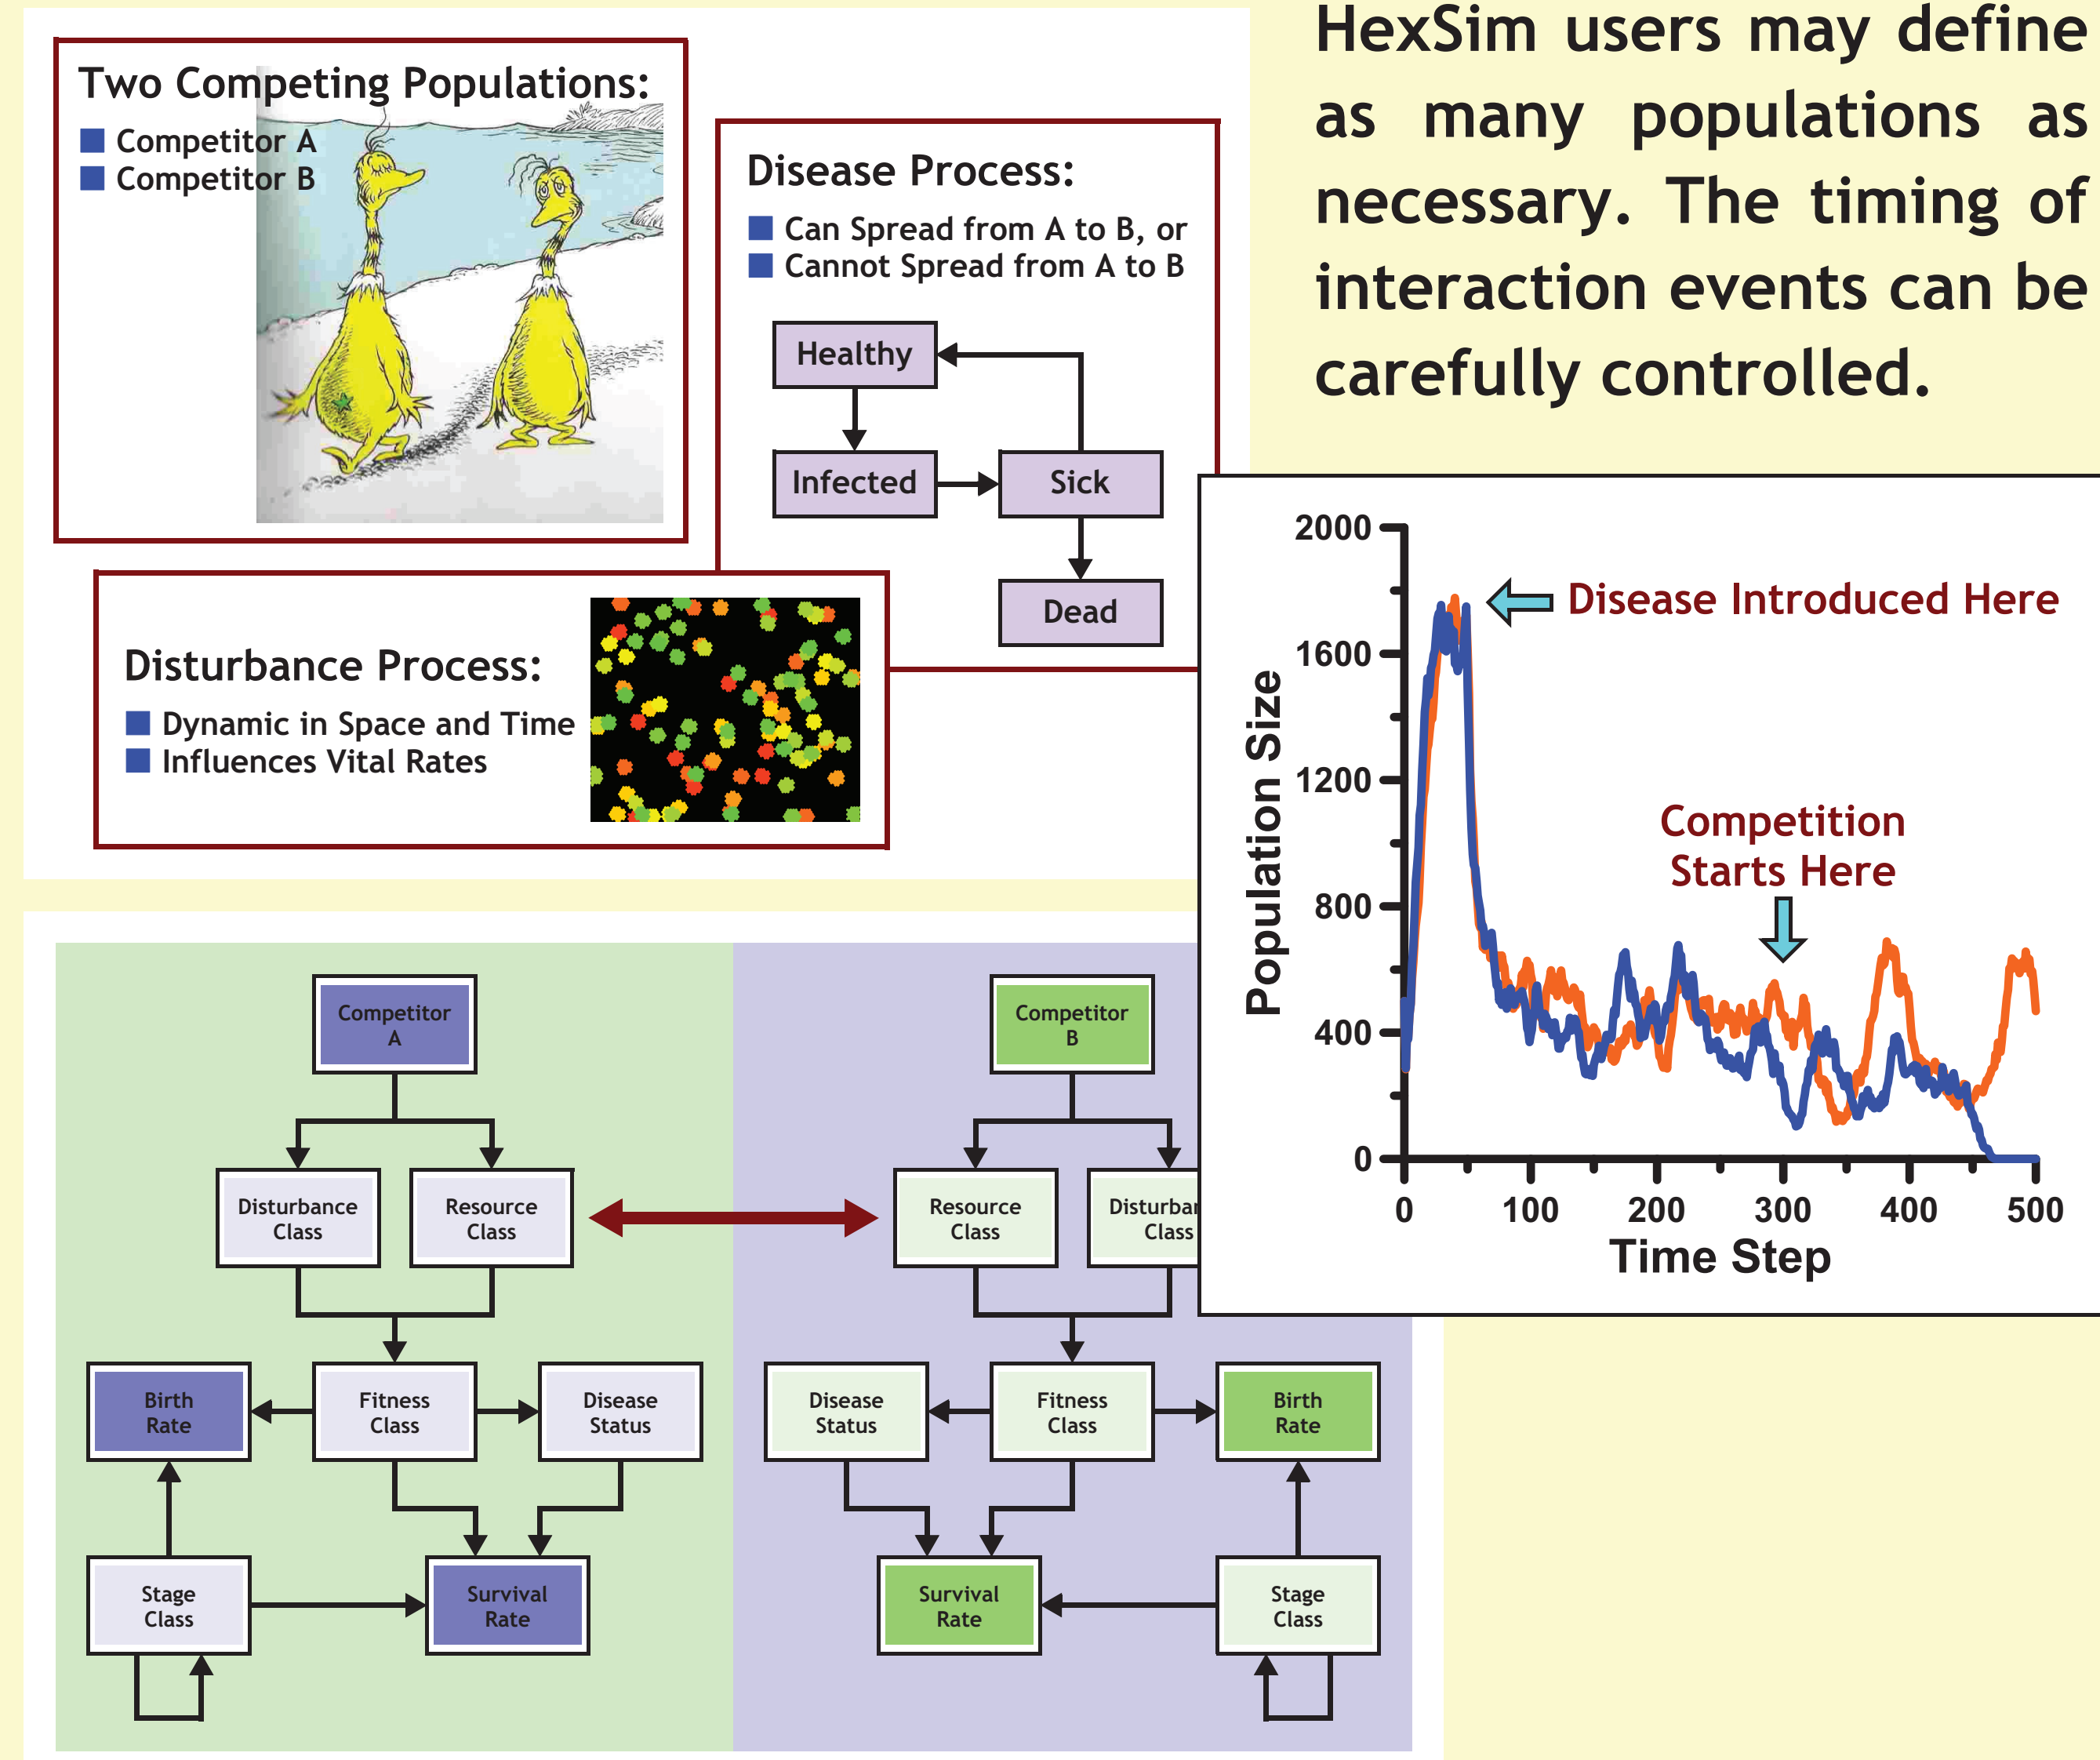 Two Competing Populations:
Competitor A
Competitor B
Disease Process:
Can Spread from A to B, or
Cannot Spread from A to B
Healthy
Infected
Sick
Dead
Disturbance Process:
Dynamic in Space and Time
Influences Vital Rates
HexSim users may define
as many populations as
necessary. The timing of
interaction events can be
carefully controlled.
2000
1600
1200
800
400
0
Population Size
Disease Introduced Here
Competition
Starts Here
0
100
200
300
400
500
Time Step
Competitor
A
Disturbance
Class
Resource
Class
Birth
Rate
Fitness
Class
Disease
Status
Stage
Class
Survival
Rate
Competitor
B
Resource
Class
Disturban
Class
Disease
Status
Fitness
Class
Birth
Rate
Survival
Rate
Stage
Class